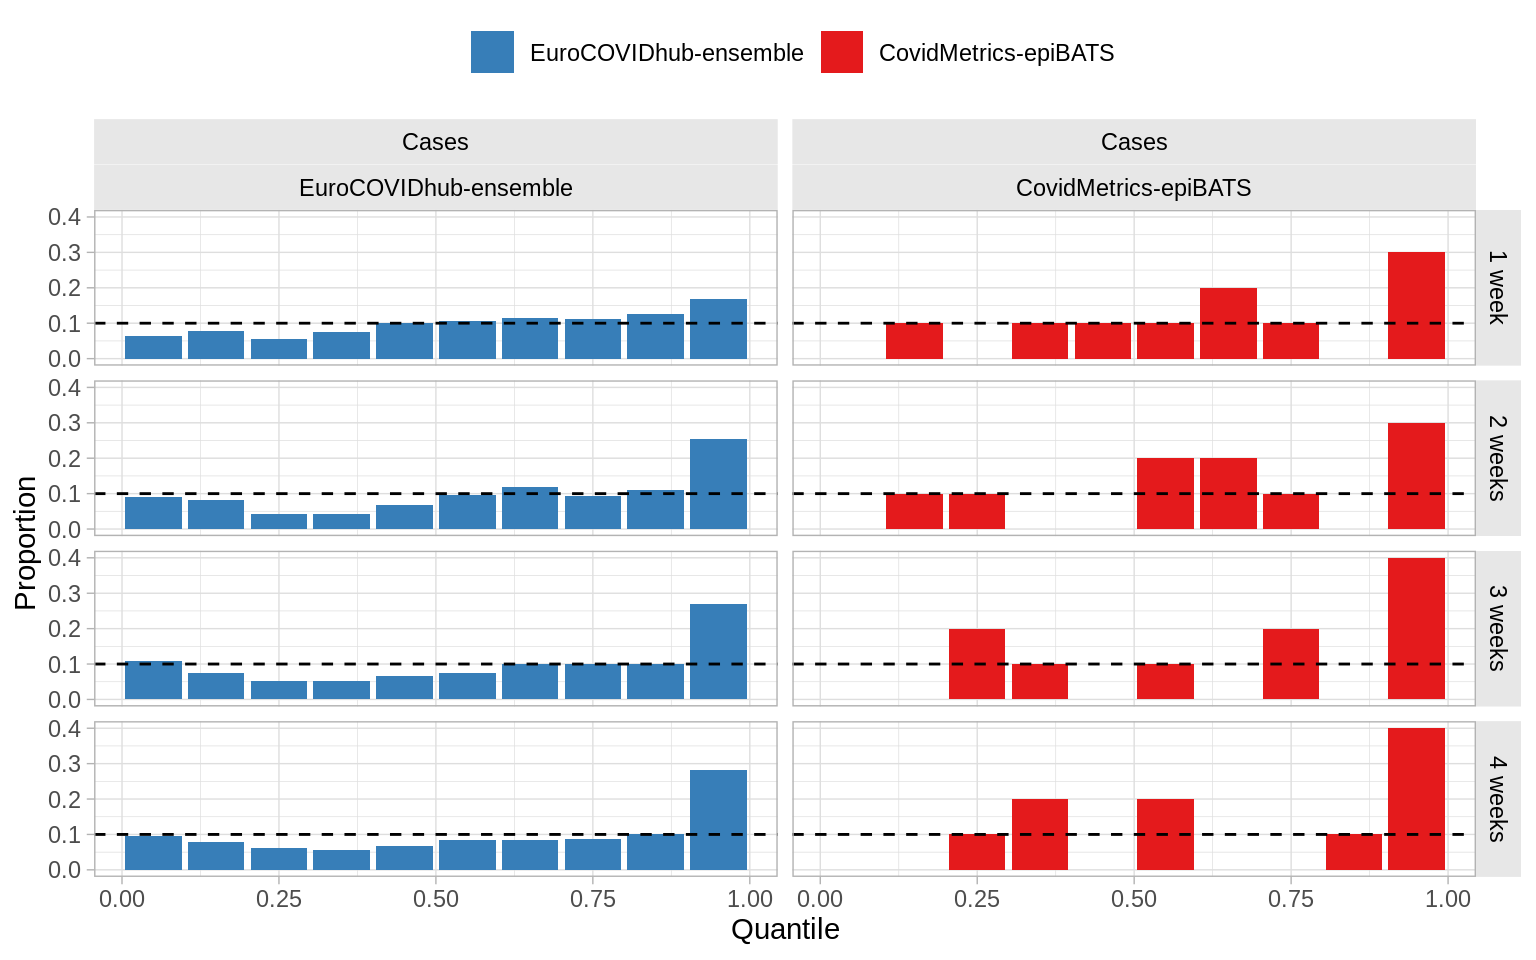 EuroCOVIDhub-ensemble CovidMetrics-epiBATS
Cases Cases
EuroCOVIDhub-ensemble CovidMetrics-epiBATS
0.4
0.3
0.2
0.1
0.0
1 week
0.4
0.3
0.2
0.1
0.0
2 weeks
0.4
0.3
0.2
0.1
0.0
3 weeks
0.4
0.3
0.2
0.1
0.0
4 weeks
Proportion
0.00 0.25 0.50 0.75 1.00 0.00 0.25 0.50 0.75 1.00
Quantile